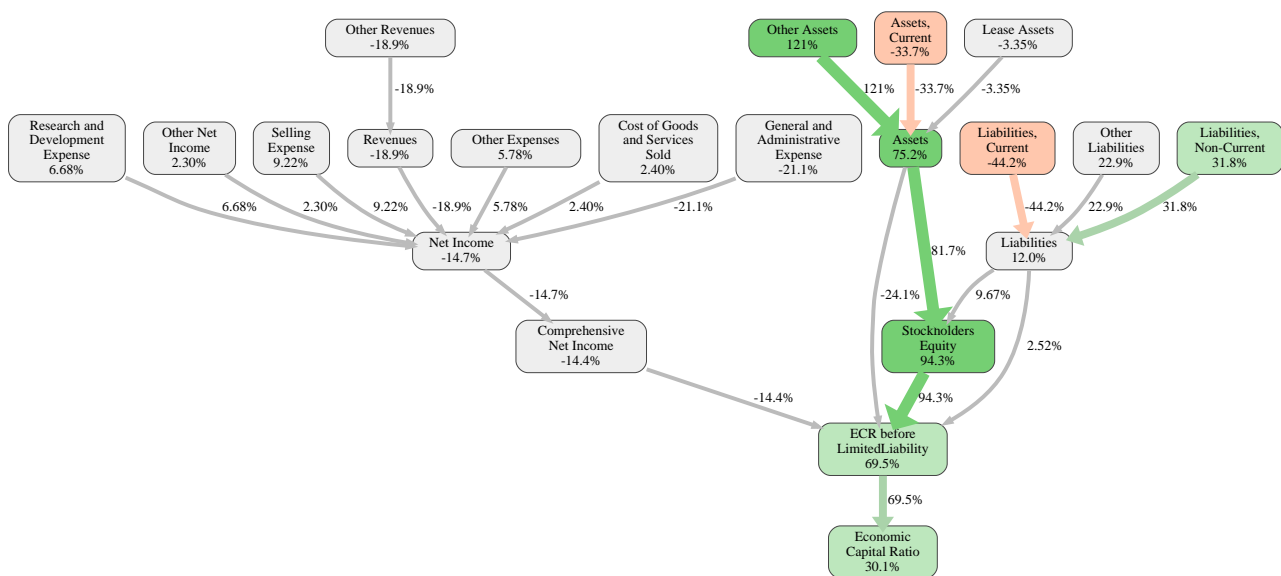 Other Revenues
-18.9%
Other Assets
121%
Assets,
Current
-33.7%
Lease Assets
-3.35%
-18.9%
121%
-33.7%
-3.35%
Research and
Development
Expense
6.68%
Other Net
Income
2.30%
Selling
Expense
9.22%
Revenues
-18.9%
Other Expenses
5.78%
Cost of Goods
and Services
Sold
2.40%
General and
Administrative
Expense
-21.1%
Assets
75.2%
Liabilities,
Current
-44.2%
Other
Liabilities
22.9%
Liabilities,
Non-Current
31.8%
6.68%
2.30%
9.22%
-18.9%
5.78%
2.40%
-21.1%
-44.2%
22.9%
31.8%
Net Income
-14.7%
81.7%
Liabilities
12.0%
-14.7%
-24.1%
9.67%
Comprehensive
Net Income
-14.4%
Stockholders
Equity
94.3%
2.52%
-14.4%
94.3%
ECR before
LimitedLiability
69.5%
69.5%
Economic
Capital Ratio
30.1%